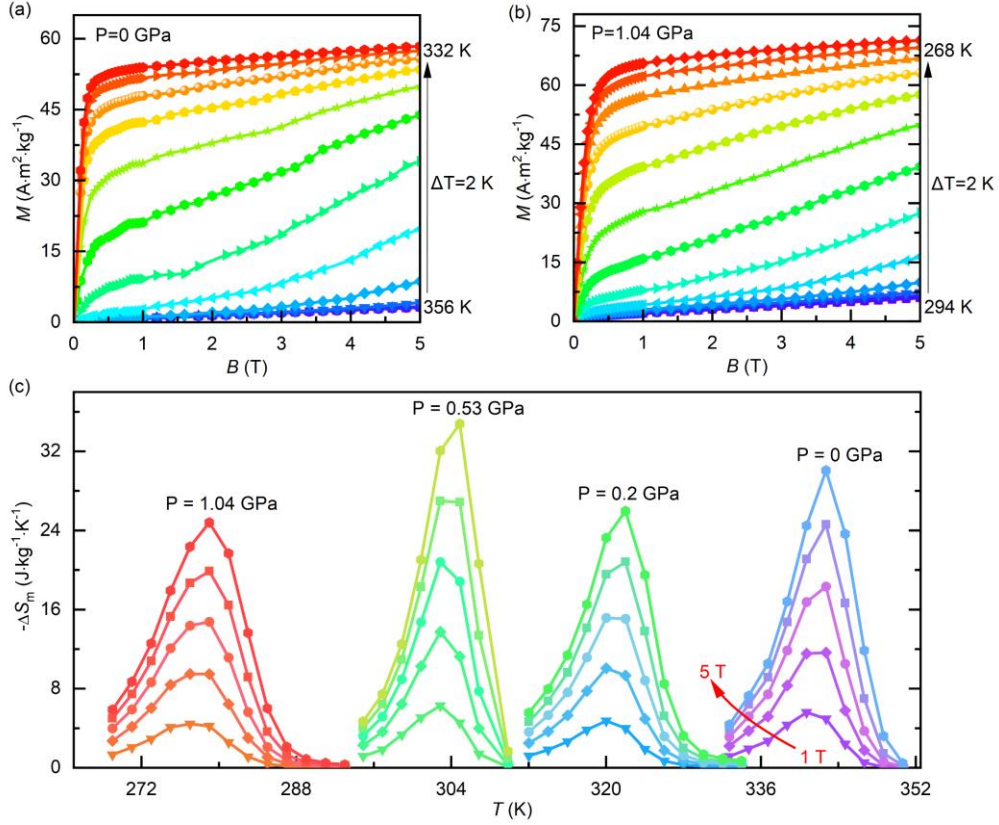 (a)
P=0 GPa
60
45
30
15
0
M (A·m²·kg⁻¹)
332 K
ΔT=2 K
356 K
0 1 2 3 4 5
B (T)
(b)
P=1.04 GPa
75
60
45
30
15
0
M (A·m²·kg⁻¹)
268 K
ΔT=2 K
294 K
0 1 2 3 4 5
B (T)
(c)
P = 1.04 GPa
P = 0.53 GPa
P = 0.2 GPa
P = 0 GPa
32
24
16
8
0
-ΔSₘ (J·kg⁻¹·K⁻¹)
5 T
1 T
272 288 304 320 336 352
T (K)